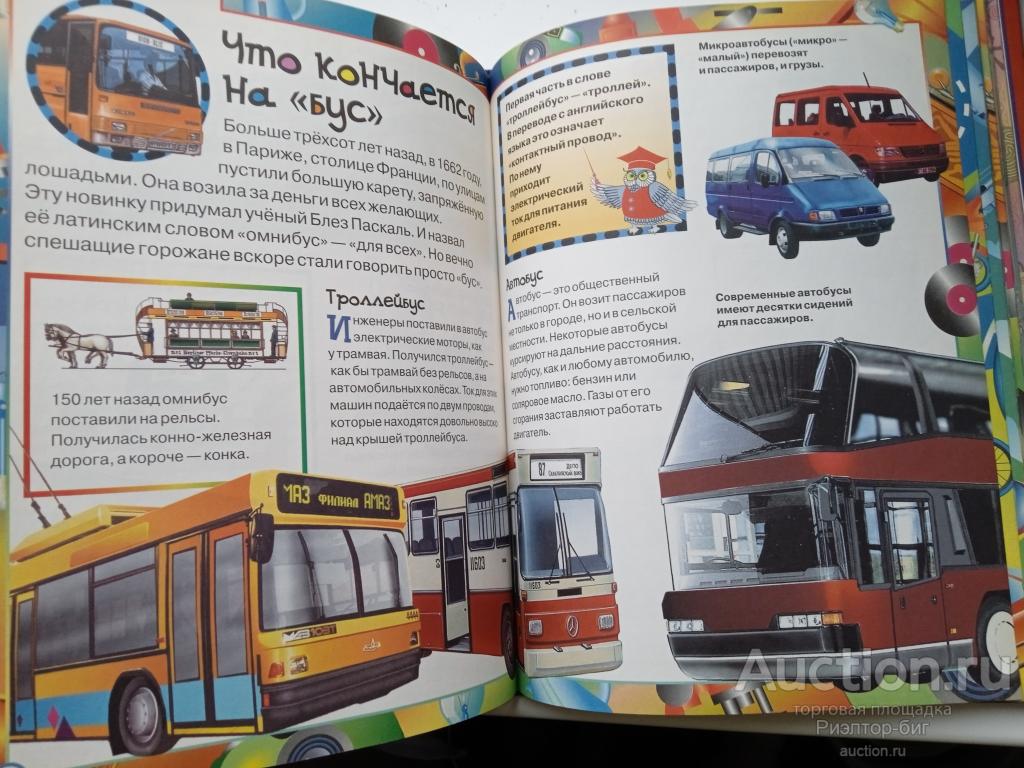 Что кончается
на «бус»
Больше трёхсот лет назад, в 1662 году,
в Париже, столице Франции, по улицам
пустили большую карету, запряжённую
лошадьми. Она возила за деньги всех желающих.
Эту новинку придумал учёный Блез Паскаль. И назвал
её латинским словом «омнибус» — «для всех». Но вечно
спешащие горожане вскоре стали говорить просто «бус».
150 лет назад омнибус
поставили на рельсы.
Получилась конно-железная
дорога, а короче — конка.
Троллейбус
Инженеры поставили в автобус
электрические моторы, как
у трамвая. Получился троллейбус —
как бы трамвай без рельсов, а на
автомобильных колёсах. Ток для этих
машин подаётся по двум проводам,
которые находятся довольно высоко
над крышей троллейбуса.
МАЗ ФИЛИАЛ АМАЗ
4444
МАЗ103Т
11603
Первая часть в слове
«троллейбус» — «троллей».
В переводе с английского
языка это означает
«контактный провод».
По нему
приходит
электрический
ток для питания
двигателя.
Микроавтобусы («микро» —
«малый») перевозят
и пассажиров, и грузы.
Автобус
Автобус — это общественный
транспорт. Он возит пассажиров
не только в городе, но и в сельской
местности. Некоторые автобусы
курсируют на дальние расстояния.
Автобусу, как и любому автомобилю,
нужно топливо: бензин или
соляровое масло. Газы от его
сгорания заставляют работать
двигатель.
Современные автобусы
имеют десятки сидений
для пассажиров.
87
ДЕПО
11603
Auction.ru
торговая площадка
Риэлтор-биг
auction.ru